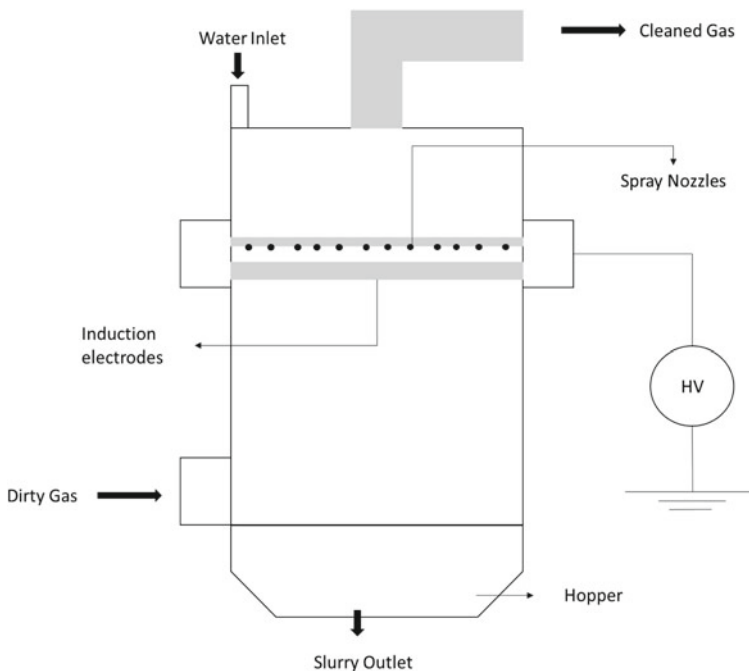 Water Inlet
Cleaned Gas
Spray Nozzles
Induction
electrodes
HV
Dirty Gas
Hopper
Slurry Outlet